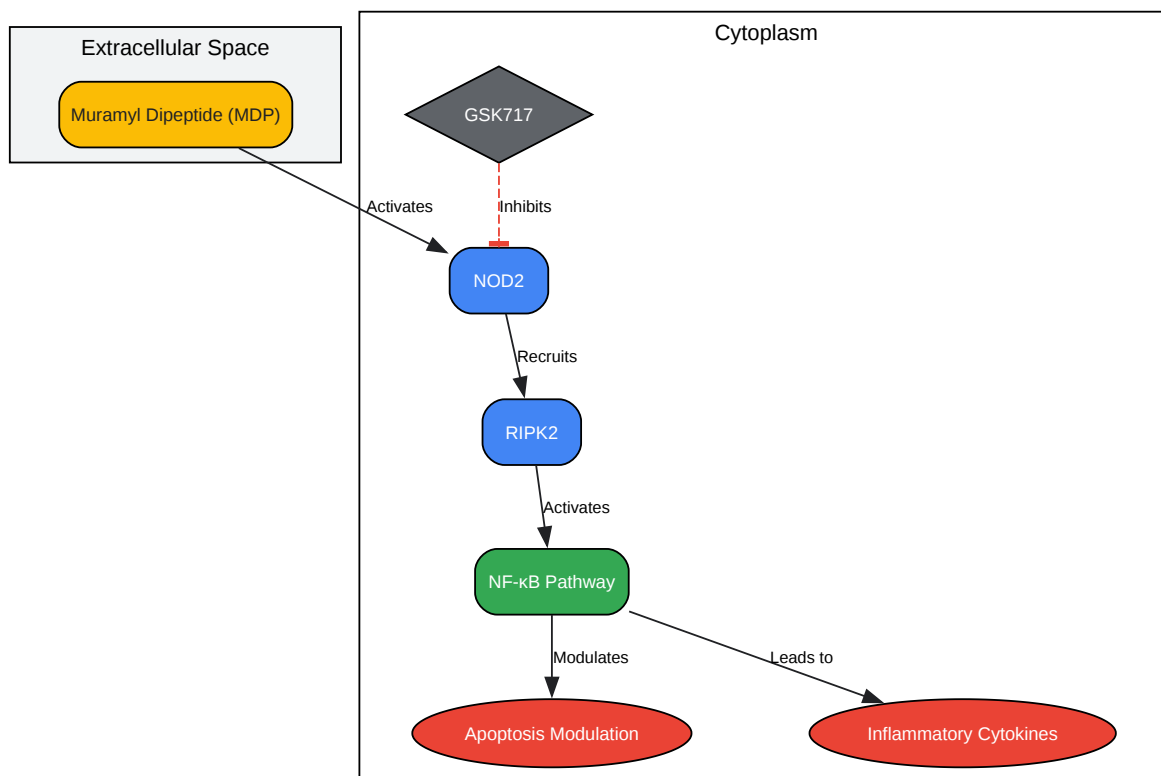 Extracellular Space
Muramyl Dipeptide (MDP)
Cytoplasm
GSK717
Activates
Inhibits
NOD2
Recruits
RIPK2
Activates
NF-κB Pathway
Modulates
Leads to
Apoptosis Modulation
Inflammatory Cytokines